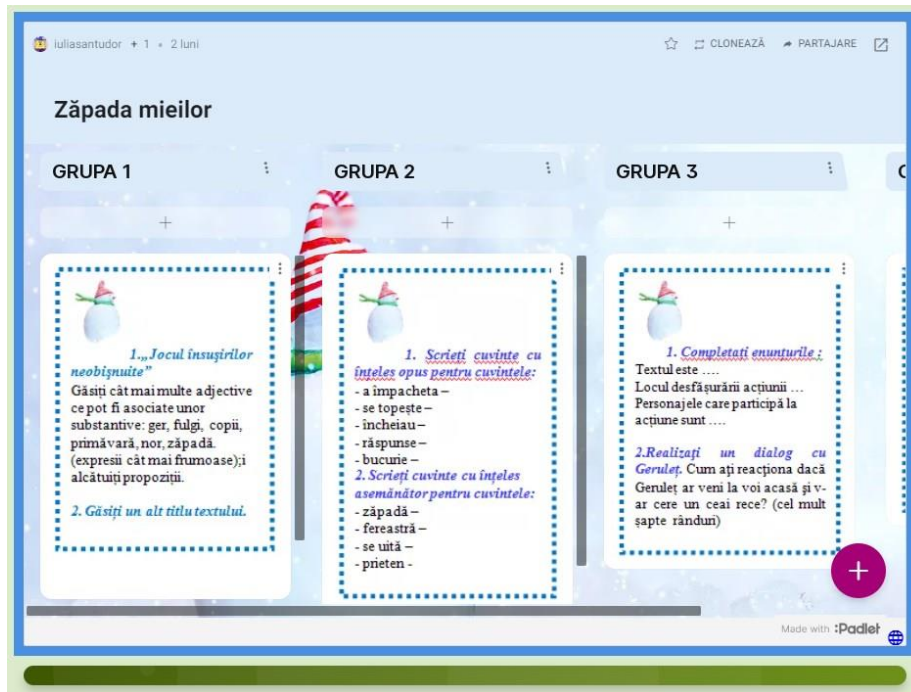 iuliasantudor + 1 • 2 luni
CLONEAZĂ
PARTAJARE
Zăpada mieilor
GRUPA 1
1.„Jocul însușirilor
neobișnuite”
Găsiți cât mai multe adjective
ce pot fi asociate unor
substantive: ger, fulgi, copii,
primăvară, nor, zăpadă.
(expresii cât mai frumoase);i
alcătuiți propoziții.
2. Găsiți un alt titlu textului.
GRUPA 2
1. Scrieți cuvinte cu
înțeles opus pentru cuvintele:
- a împacheta –
- se topește –
- încheiau –
- răspunse –
- bucurie –
2. Scrieți cuvinte cu înțeles
asemănător pentru cuvintele:
- zăpadă –
- fereastră –
- se uită –
- prieten -
GRUPA 3
1. Completați enunțurile :
Textul este ….
Locul desfășurării acțiunii …
Personajele care participă la
acțiune sunt ….
2.Realizați un dialog cu
Geruleț. Cum ați reacționa dacă
Geruleț ar veni la voi acasă și v-
ar cere un ceai rece? (cel mult
șapte rânduri)
Made with :Padlet